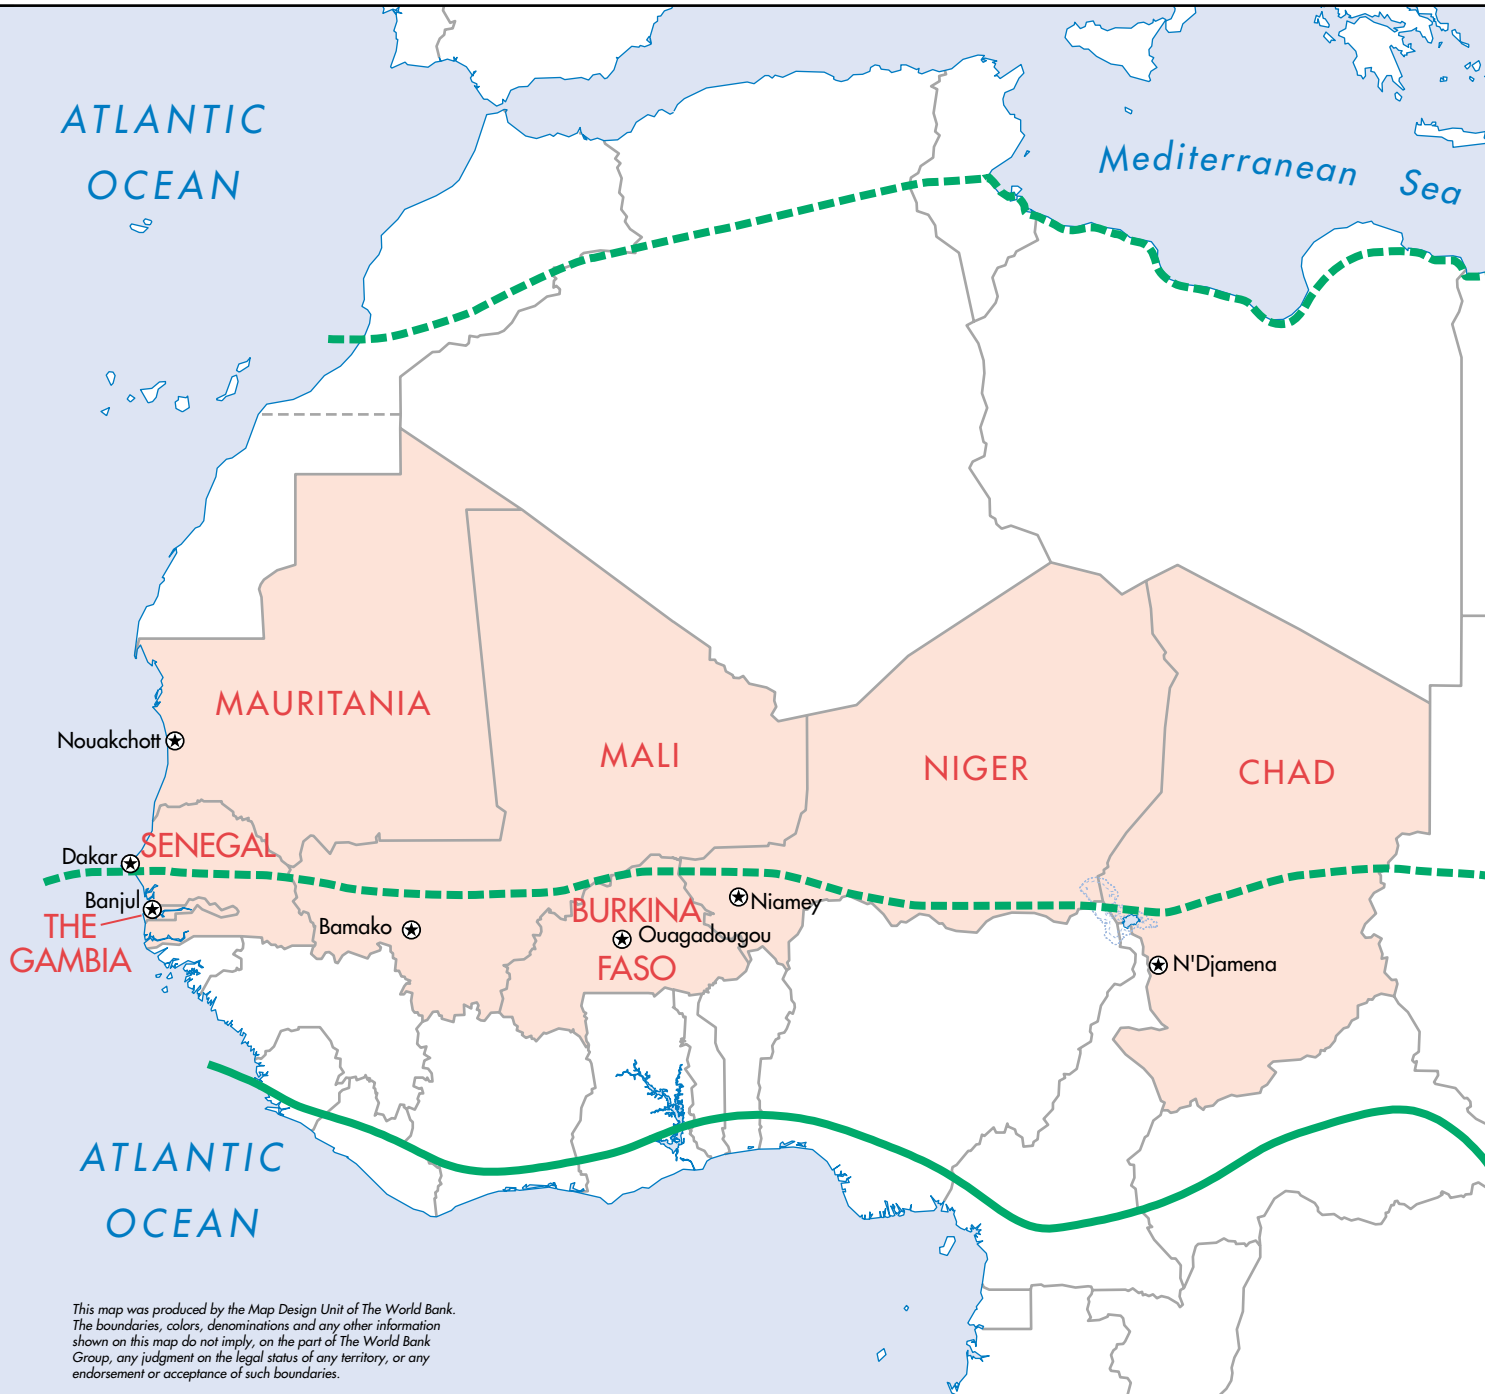 ATLANTIC
OCEAN
Mediterranean Sea
MAURITANIA
Nouakchott
MALI
NIGER
CHAD
SENEGAL
Dakar
Banjul
THE
GAMBIA
Bamako
Niamey
BURKINA
Ouagadougou
FASO
N'Djamena
ATLANTIC
OCEAN
This map was produced by the Map Design Unit of The World Bank.
The boundaries, colors, denominations and any other information
shown on this map do not imply, on the part of The World Bank
Group, any judgment on the legal status of any territory, or any
endorsement or acceptance of such boundaries.